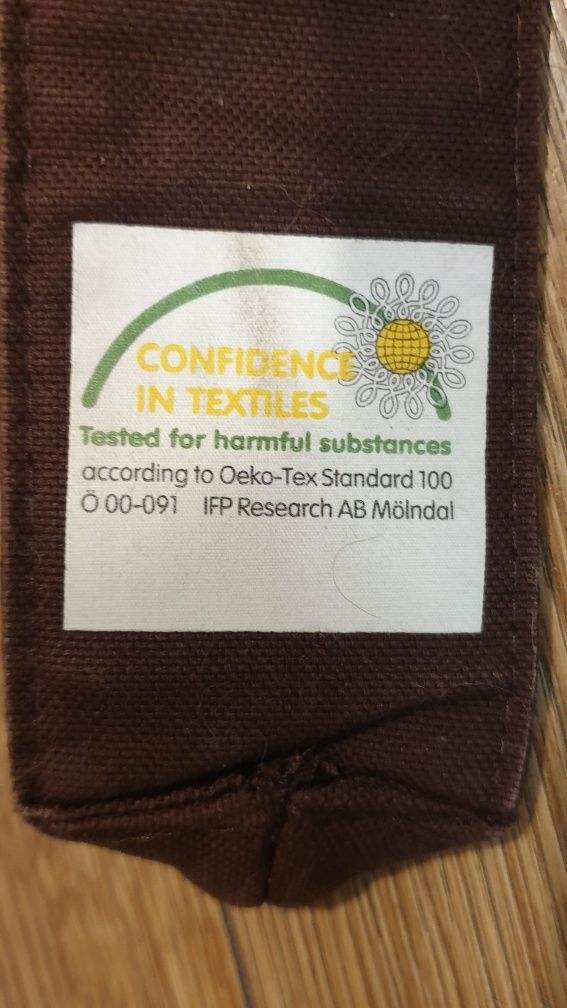 CONFIDENCE
IN TEXTILES
Tested for harmful substances
according to Oeko-Tex Standard 100
Ö 00-091 IFP Research AB Mölndal